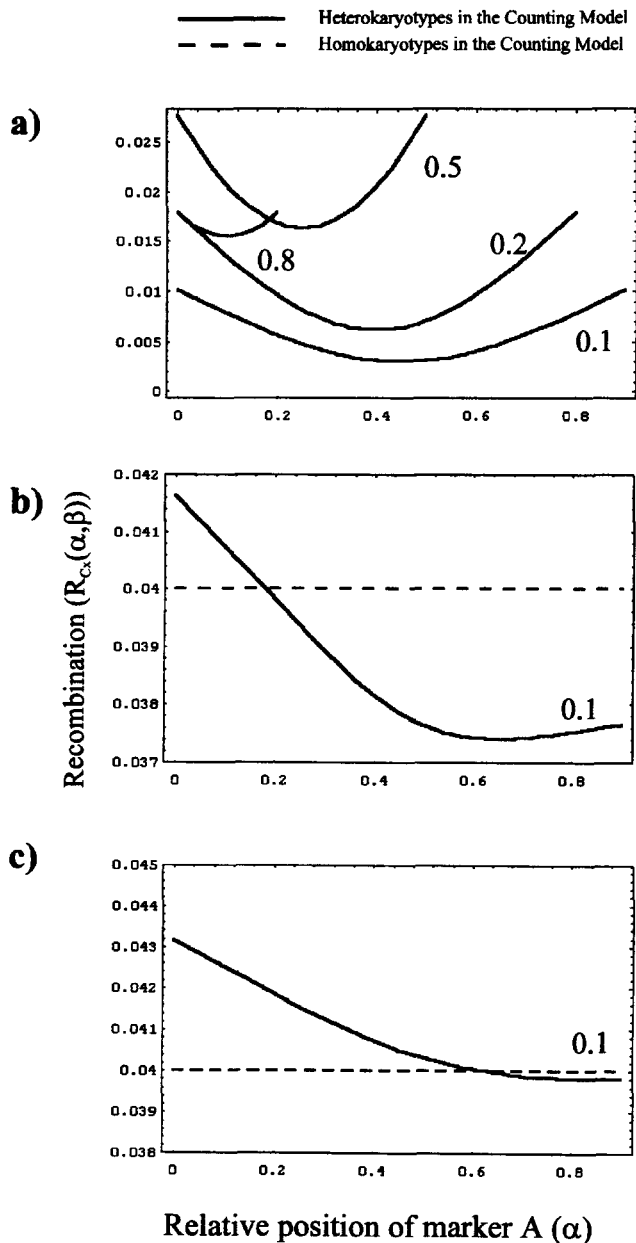 Heterokaryotypes in the Counting Model
Homokaryotypes in the Counting Model
a)
0.025
0.02
0.015
0.01
0.005
0
0.5
0.8
0.2
0.1
0 0.2 0.4 0.6 0.8
b)
Recombination (R_Cx(α,β))
0.042
0.041
0.04
0.039
0.038
0.037
0.1
0 0.2 0.4 0.6 0.8
c)
0.045
0.044
0.043
0.042
0.041
0.04
0.039
0.038
0.1
0 0.2 0.4 0.6 0.8
Relative position of marker A (α)